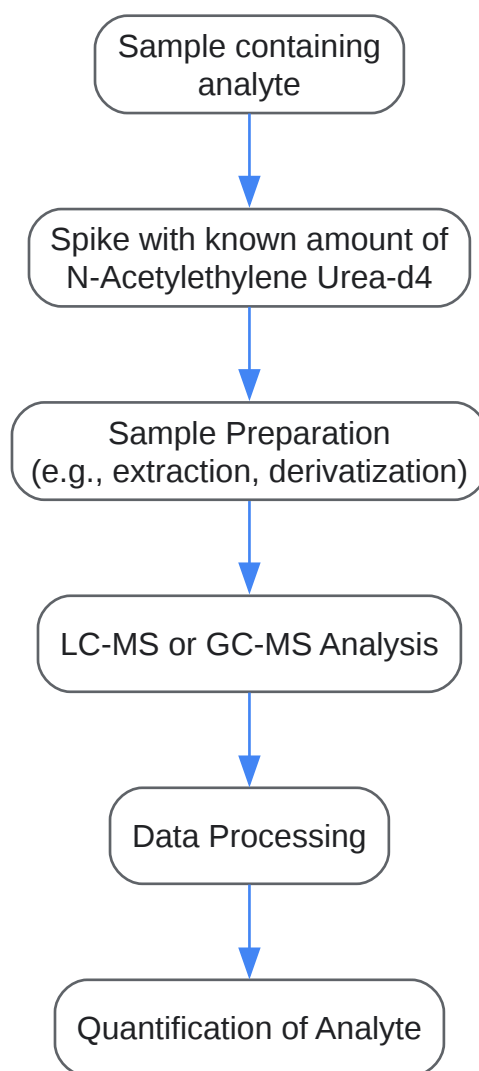 Sample containing
analyte
Spike with known amount of
N-Acetylethylene Urea-d4
Sample Preparation
(e.g., extraction, derivatization)
LC-MS or GC-MS Analysis
Data Processing
Quantification of Analyte